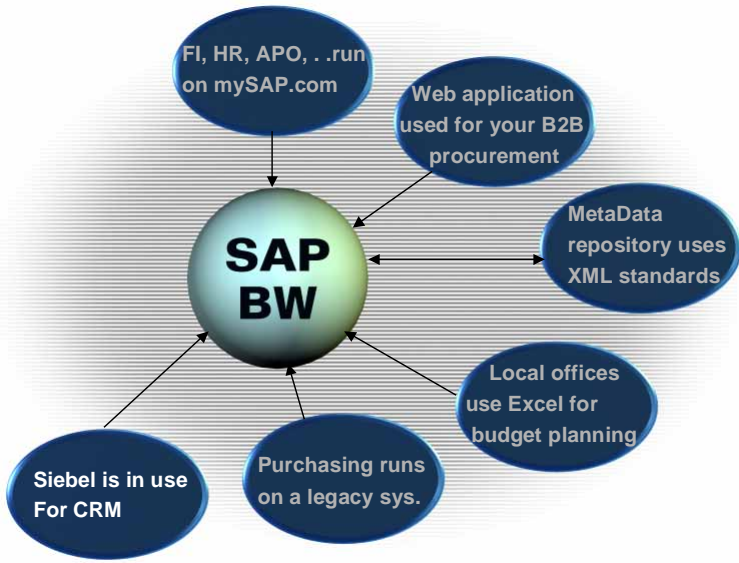 FI, HR, APO, . .run
on mySAP.com
Web application
used for your B2B
procurement
MetaData
repository uses
XML standards
SAP
BW
Local offices
use Excel for
budget planning
Purchasing runs
on a legacy sys.
Siebel is in use
For CRM